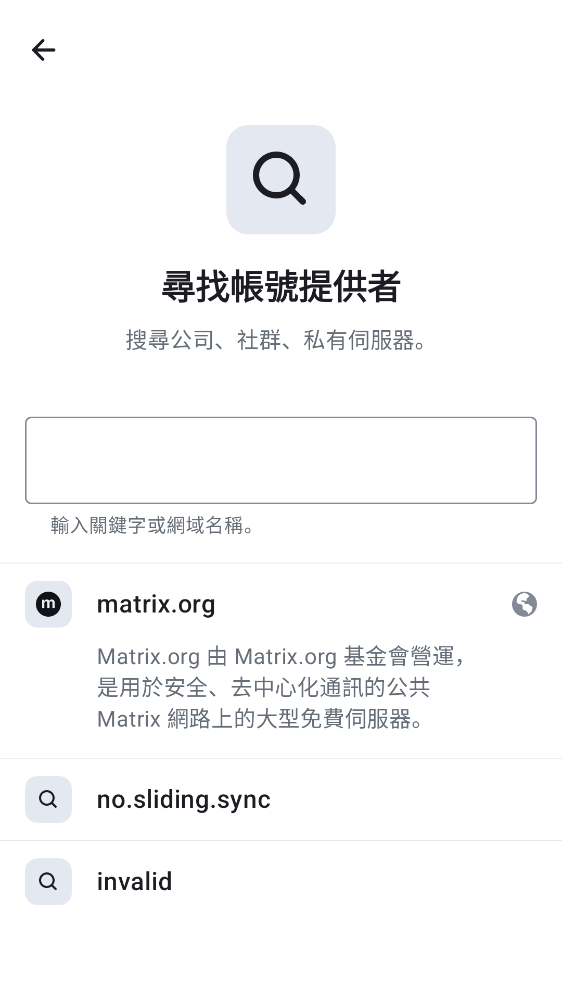 尋找帳號提供者
搜尋公司、社群、私有伺服器。
輸入關鍵字或網域名稱。
m
matrix.org
Matrix.org 由 Matrix.org 基金會營運，
是用於安全、去中心化通訊的公共
Matrix 網路上的大型免費伺服器。
no.sliding.sync
invalid